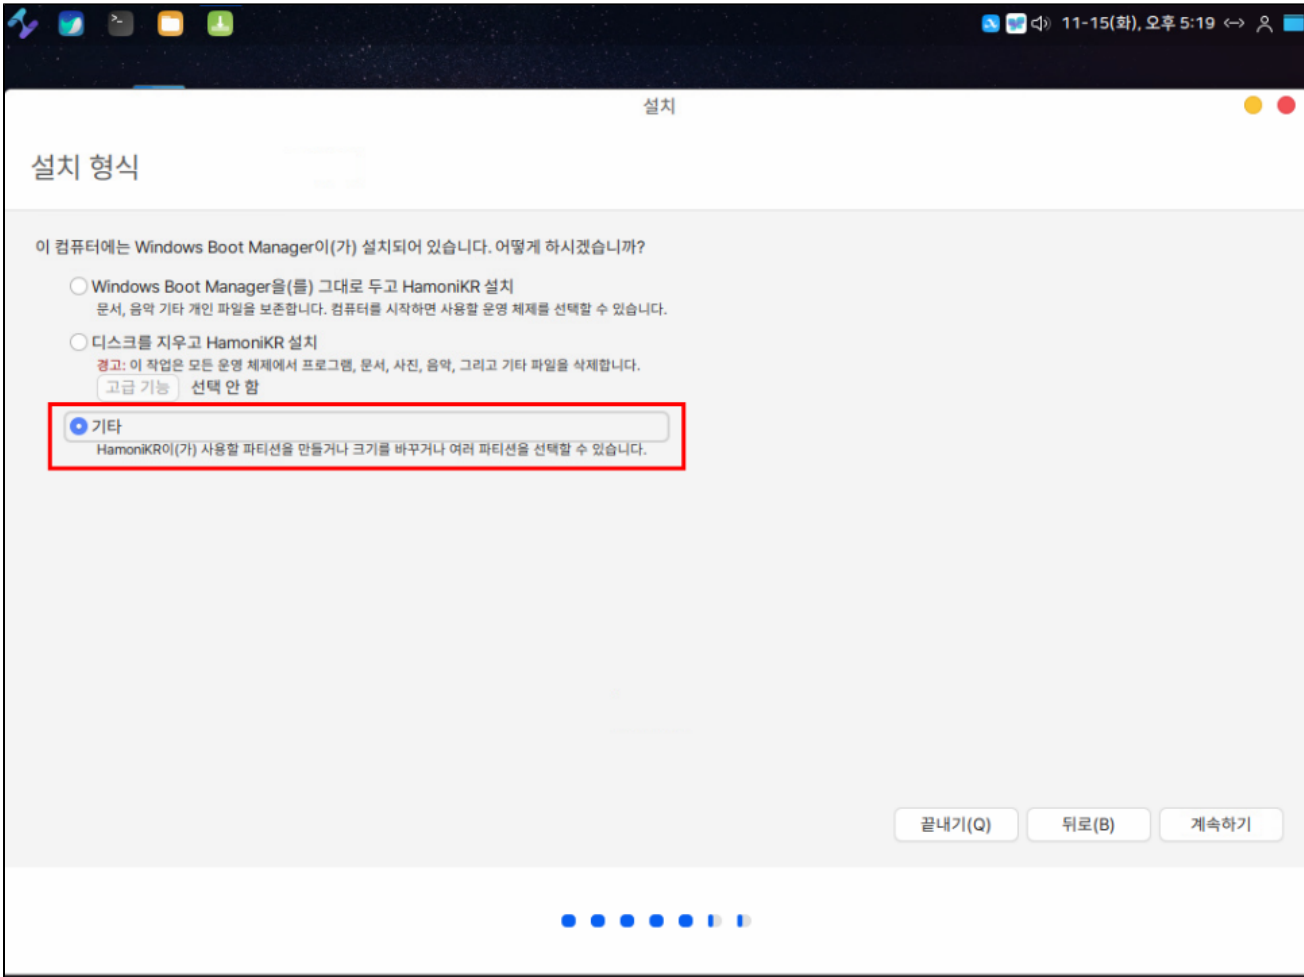 11-15(화), 오후 5:19
설치
설치 형식
이 컴퓨터에는 Windows Boot Manager이(가) 설치되어 있습니다. 어떻게 하시겠습니까?
Windows Boot Manager을(를) 그대로 두고 HamoniKR 설치
문서, 음악 기타 개인 파일을 보존합니다. 컴퓨터를 시작하면 사용할 운영 체제를 선택할 수 있습니다.
디스크를 지우고 HamoniKR 설치
경고: 이 작업은 모든 운영 체제에서 프로그램, 문서, 사진, 음악, 그리고 기타 파일을 삭제합니다.
고급 기능 선택 안 함
기타
HamoniKR이(가) 사용할 파티션을 만들거나 크기를 바꾸거나 여러 파티션을 선택할 수 있습니다.
끝내기(Q) 뒤로(B) 계속하기